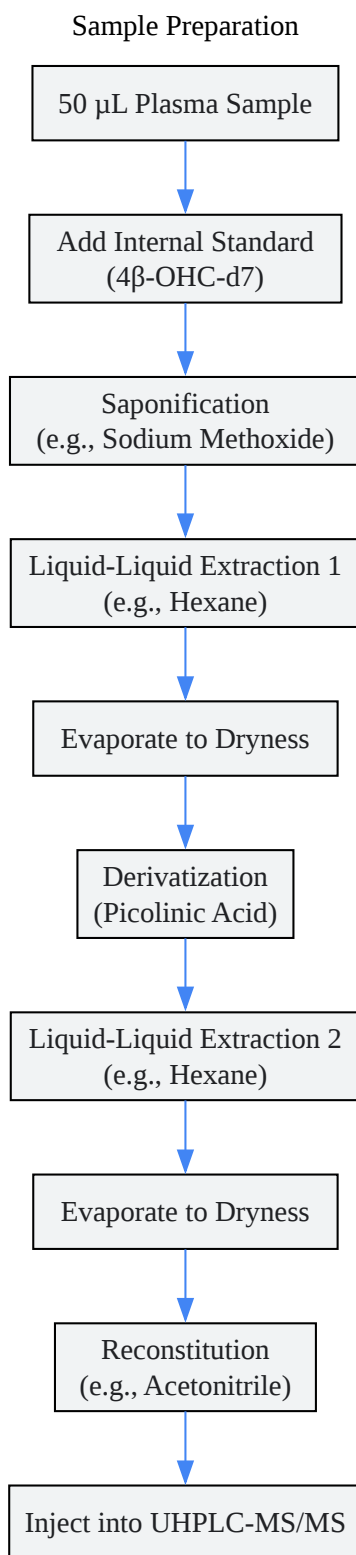 Sample Preparation
50 µL Plasma Sample
Add Internal Standard
(4β-OHC-d7)
Saponification
(e.g., Sodium Methoxide)
Liquid-Liquid Extraction 1
(e.g., Hexane)
Evaporate to Dryness
Derivatization
(Picolinic Acid)
Liquid-Liquid Extraction 2
(e.g., Hexane)
Evaporate to Dryness
Reconstitution
(e.g., Acetonitrile)
Inject into UHPLC-MS/MS